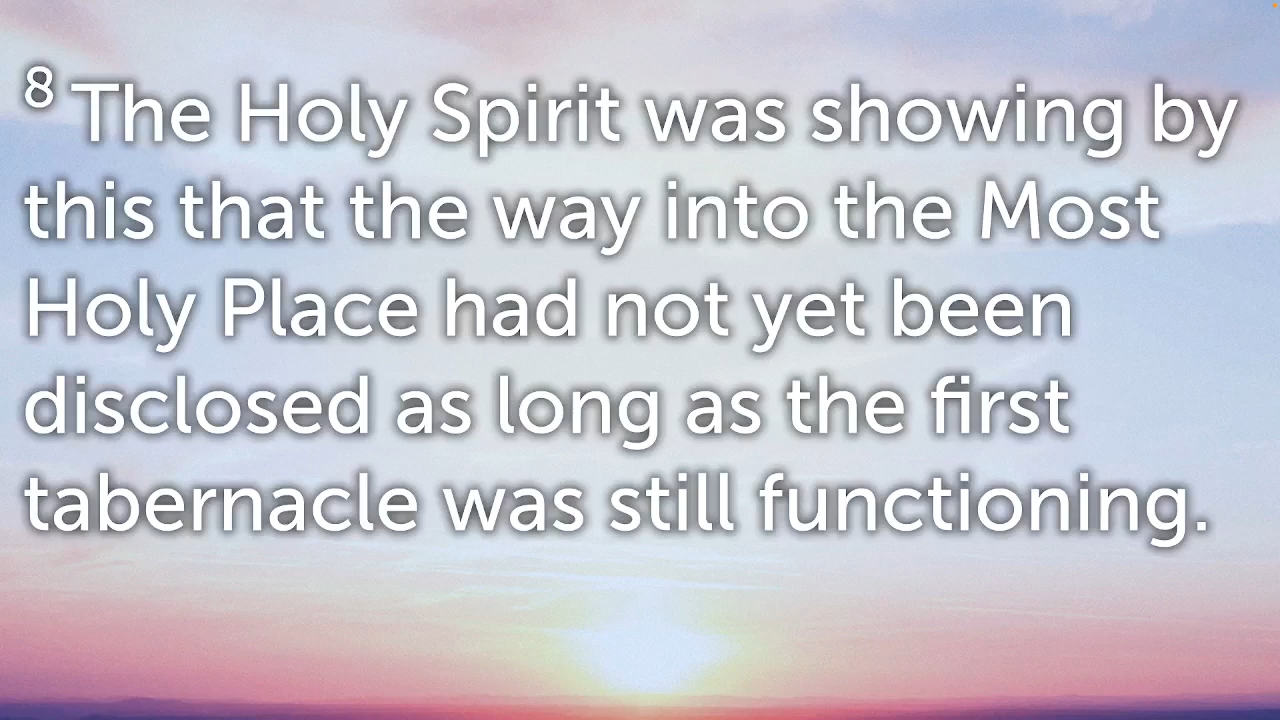 8 The Holy Spirit was showing by
this that the way into the Most
Holy Place had not yet been
disclosed as long as the first
tabernacle was still functioning.